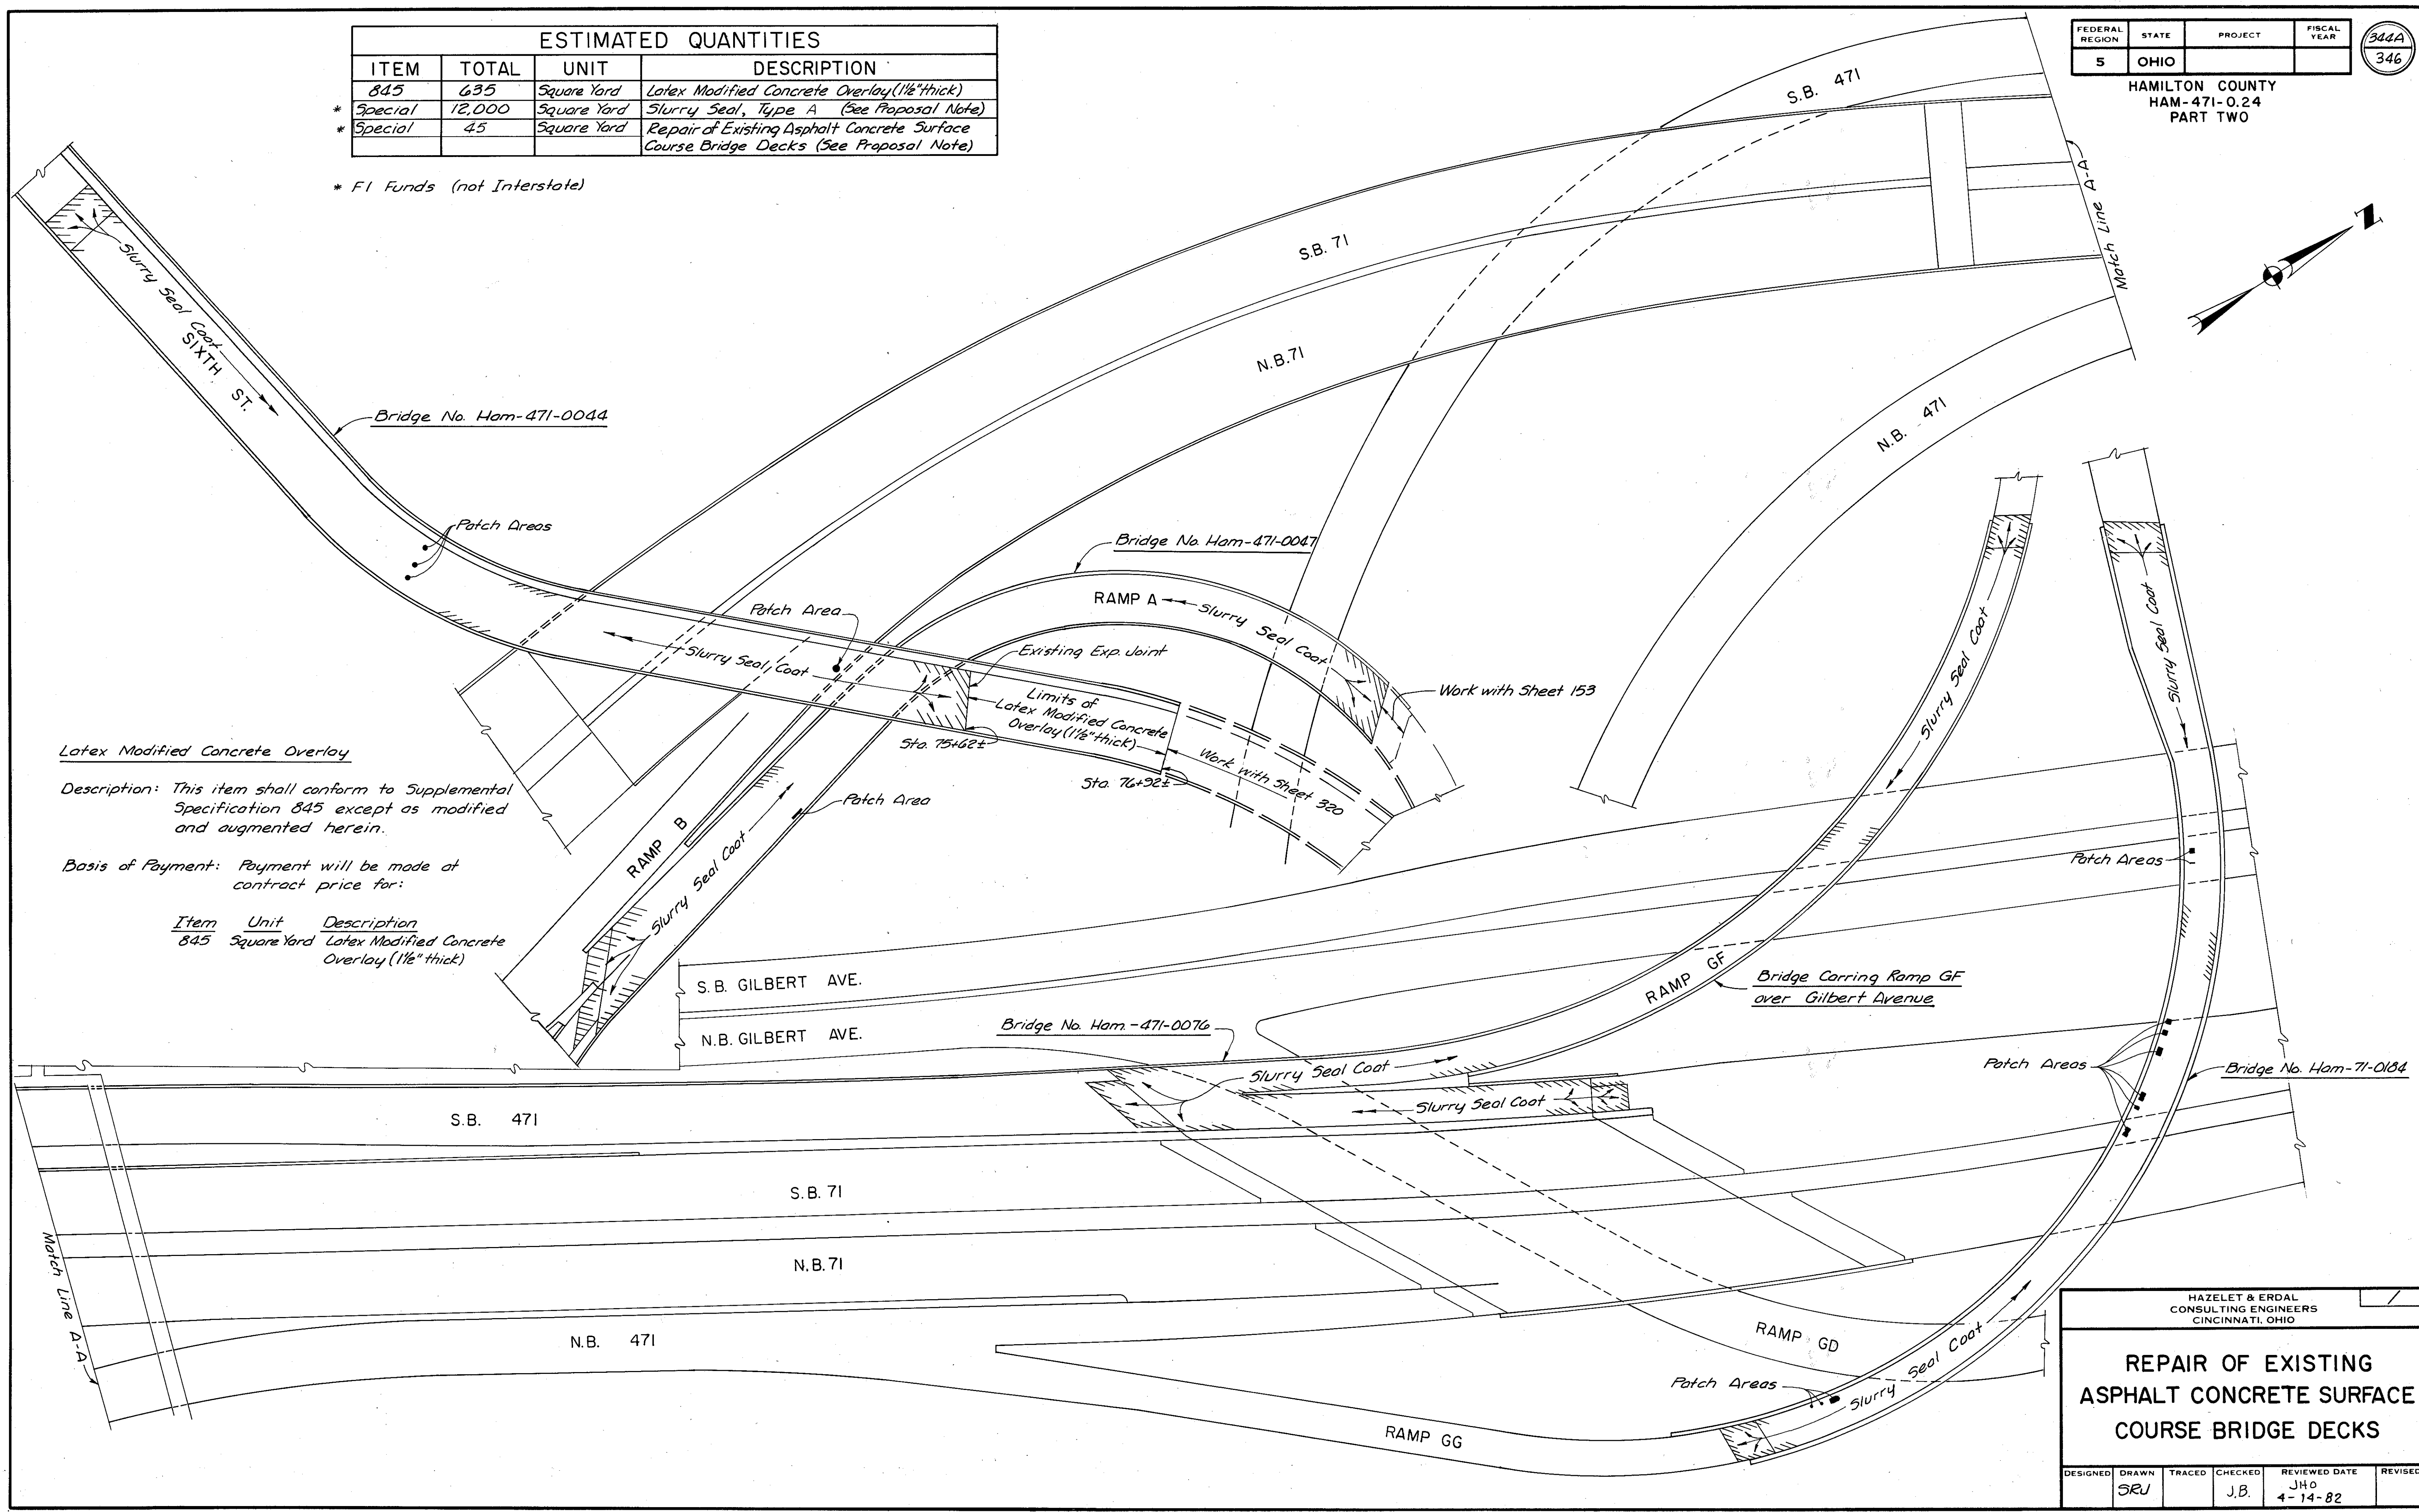 ESTIMATED QUANTITIES
ITEM TOTAL UNIT DESCRIPTION
845 635 Square Yard Latex Modified Concrete Overlay (1½" thick)
* Special 12,000 Square Yard Slurry Seal, Type A (See Proposal Note)
* Special 45 Square Yard Repair of Existing Asphalt Concrete Surface
Course Bridge Decks (See Proposal Note)
* F1 Funds (not Interstate)
FEDERAL REGION STATE PROJECT FISCAL YEAR
5 OHIO
344A
346
HAMILTON COUNTY
HAM-471-0.24
PART TWO
S.B. 471
Match Line A-A
Z
S.B. 71
N.B. 71
N.B. 471
Slurry Seal Coat
SIXTH ST.
Bridge No. Ham-471-0044
Patch Areas
Patch Area
Slurry Seal Coat
Bridge No. Ham-471-0047
RAMP A
Slurry Seal Coat
Existing Exp. Joint
Limits of
Latex Modified Concrete
Overlay (1½" thick)
Work with Sheet 153
Sta. 75+62±
Sta. 76+92±
Work with Sheet 320
Patch Area
RAMP B
Slurry Seal Coat
Slurry Seal Coat
Slurry Seal Coat
Patch Areas
Latex Modified Concrete Overlay
Description: This item shall conform to Supplemental
Specification 845 except as modified
and augmented herein.
Basis of Payment: Payment will be made at
contract price for:
Item Unit Description
845 Square Yard Latex Modified Concrete
Overlay (1½" thick)
S.B. GILBERT AVE.
N.B. GILBERT AVE.
Bridge No. Ham.-471-0076
RAMP GF
Bridge Carring Ramp GF
over Gilbert Avenue
Slurry Seal Coat
Slurry Seal Coat
Patch Areas
Bridge No. Ham-71-0184
S.B. 471
S.B. 71
N.B. 71
N.B. 471
Match Line A-A
RAMP GD
RAMP GG
Patch Areas
Slurry Seal Coat
HAZELET & ERDAL
CONSULTING ENGINEERS
CINCINNATI, OHIO
1
REPAIR OF EXISTING
ASPHALT CONCRETE SURFACE
COURSE BRIDGE DECKS
DESIGNED DRAWN TRACED CHECKED REVIEWED DATE REVISED
SRJ J.B. JHO
4-14-82